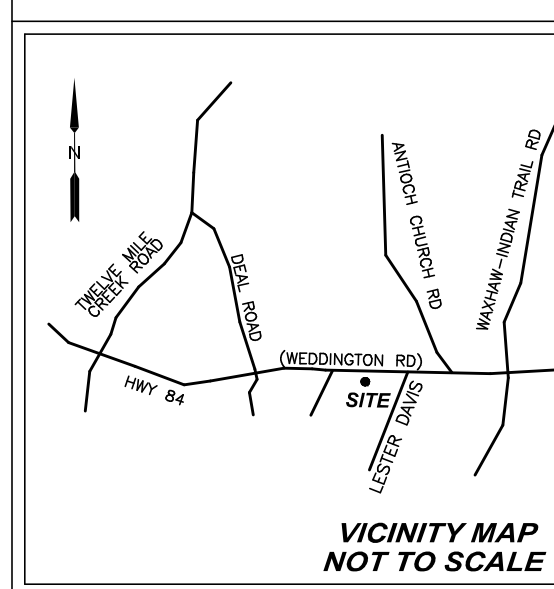 N
TWELVE MILE
CREEK ROAD
DEAL ROAD
ANTIOCH CHURCH RD
WAXHAW-INDIAN TRAIL RD
(WEDDINGTON RD)
HWY 84
SITE
LESTER DAVIS
VICINITY MAP
NOT TO SCALE